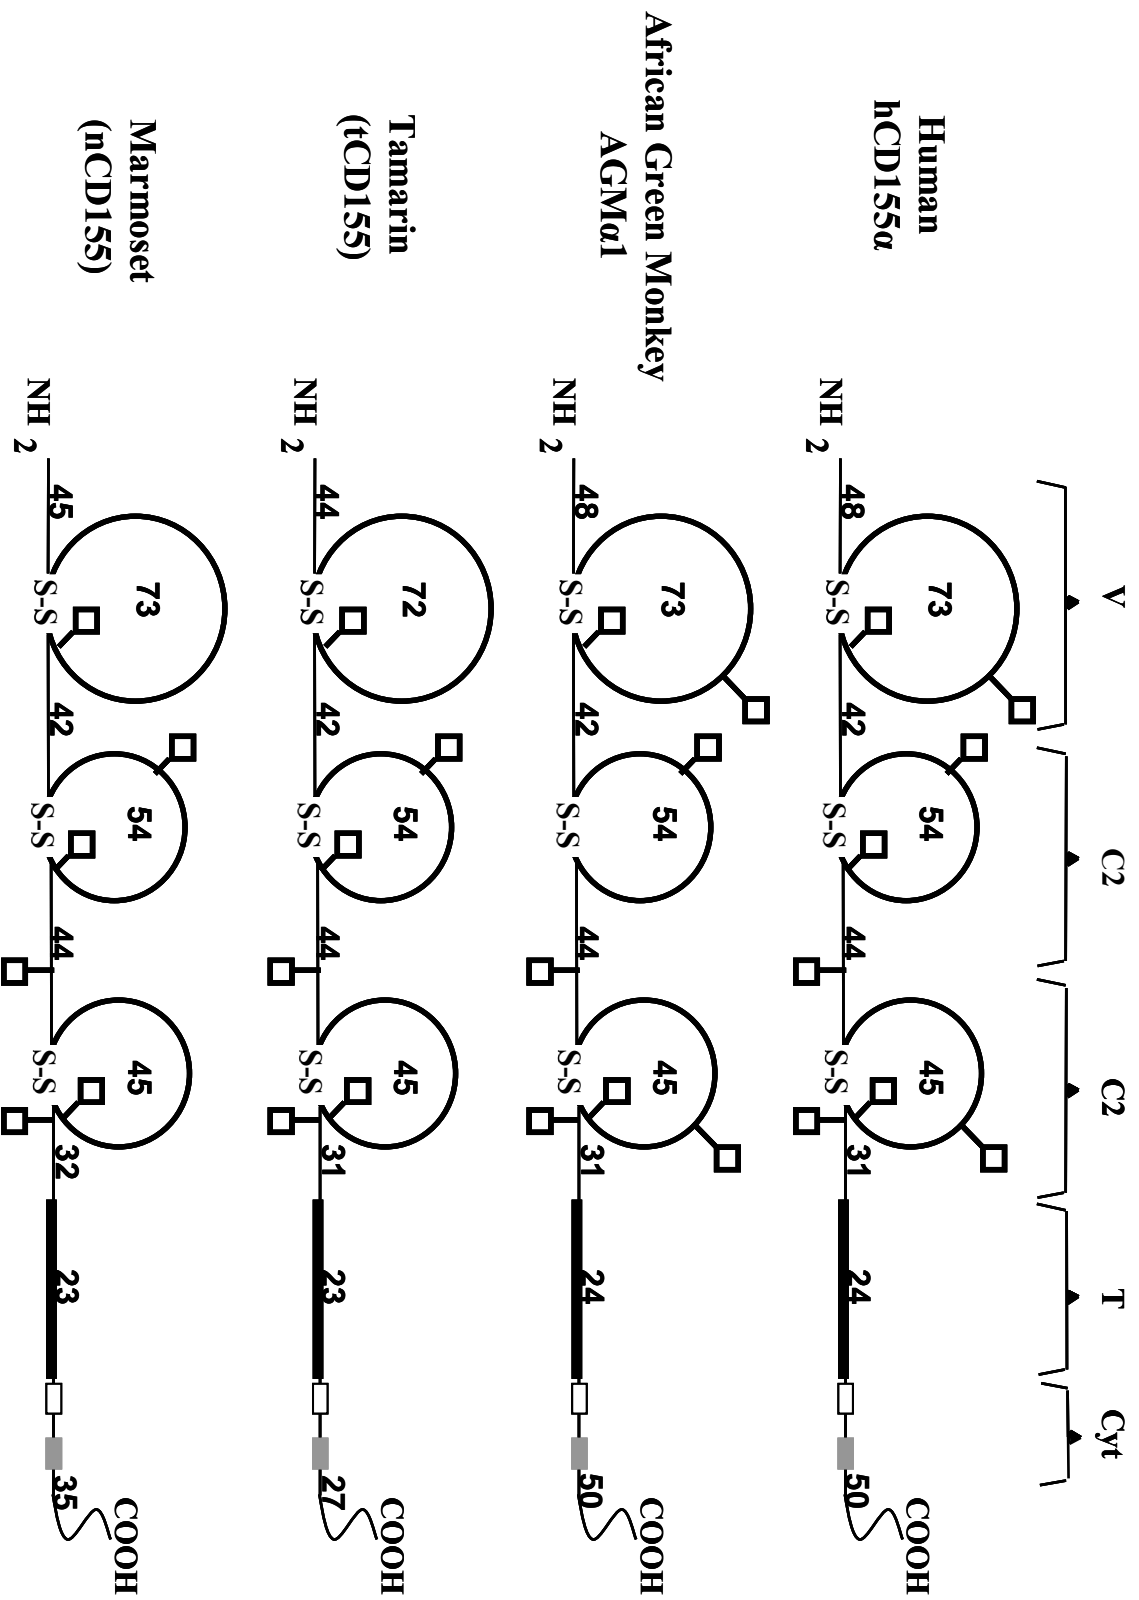 V C2 C2 T Cyt
Human
hCD155α
NH2 48 S-S 73 42 S-S 54 44 S-S 45 31 24 50 COOH
African Green Monkey
AGMα1
NH2 48 S-S 73 42 S-S 54 44 S-S 45 31 24 50 COOH
Tamarin
(tCD155)
NH2 44 S-S 72 42 S-S 54 44 S-S 45 31 23 27 COOH
Marmoset
(nCD155)
NH2 45 S-S 73 42 S-S 54 44 S-S 45 32 23 35 COOH